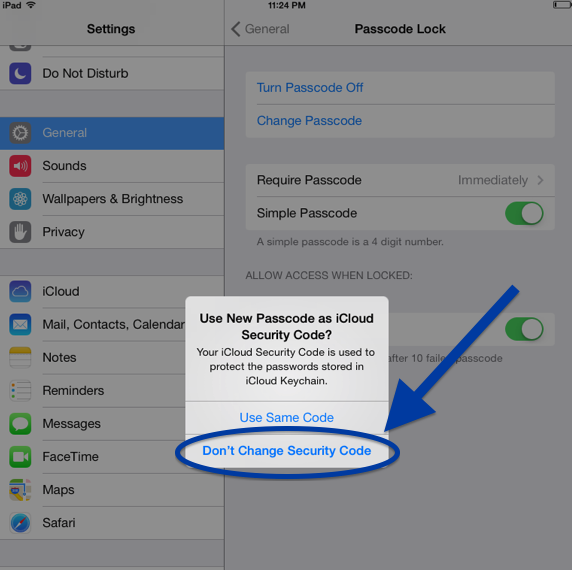 iPad
11:24 PM
Settings
General
Passcode Lock
Do Not Disturb
Turn Passcode Off
Change Passcode
General
Sounds
Require Passcode
Immediately
Wallpapers & Brightness
Simple Passcode
Privacy
A simple passcode is a 4 digit number.
ALLOW ACCESS WHEN LOCKED:
iCloud
Mail, Contacts, Calendar
Notes
after 10 failed passcode
Reminders
Messages
FaceTime
Maps
Safari
Use New Passcode as iCloud
Security Code?
Your iCloud Security Code is used to
protect the passwords stored in
iCloud Keychain.
Use Same Code
Don't Change Security Code